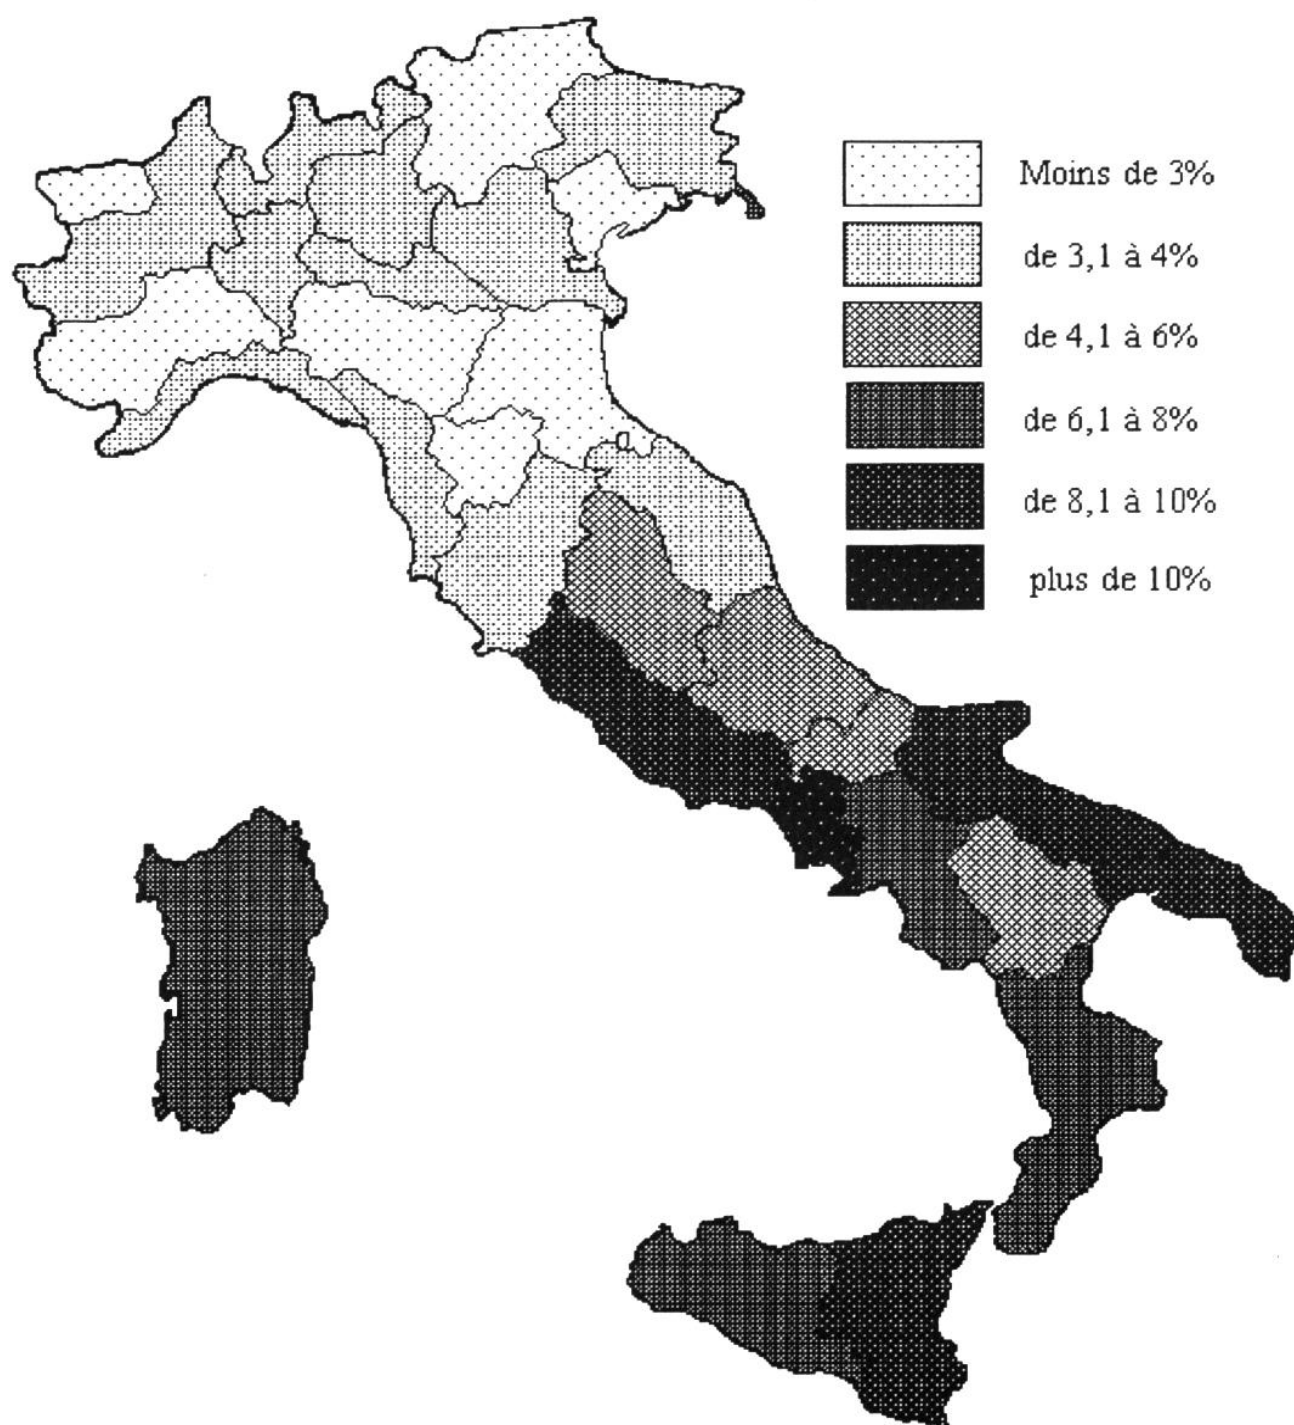 Moins de 3%
de 3,1 à 4%
de 4,1 à 6%
de 6,1 à 8%
de 8,1 à 10%
plus de 10%